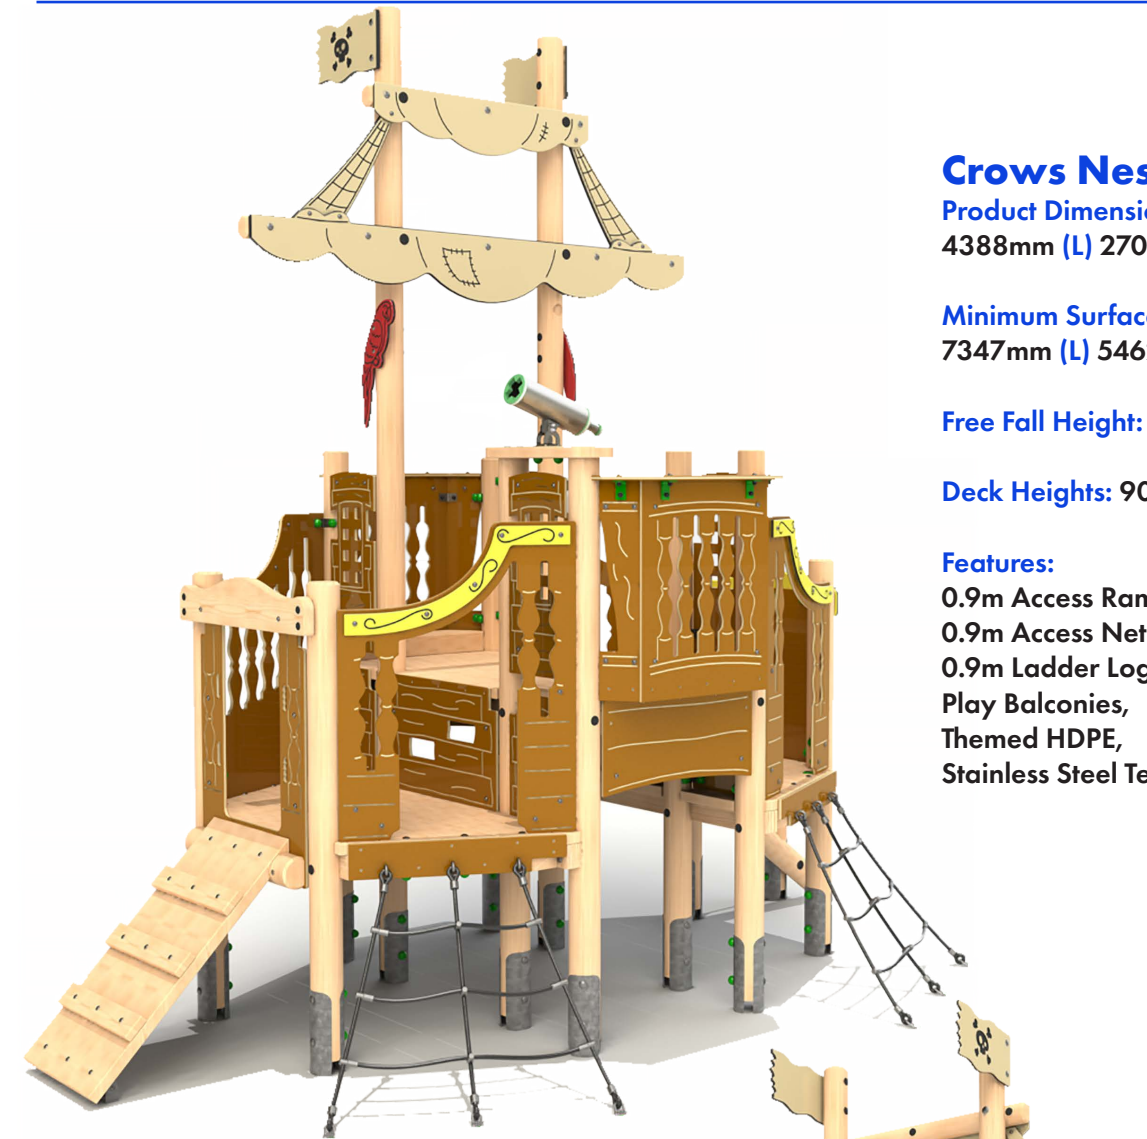 Crows Nes
Product Dimensi
4388mm (L) 270
Minimum Surfac
7347mm (L) 546
Free Fall Height:
Deck Heights: 90
Features:
0.9m Access Ram
0.9m Access Net
0.9m Ladder Log
Play Balconies,
Themed HDPE,
Stainless Steel Te